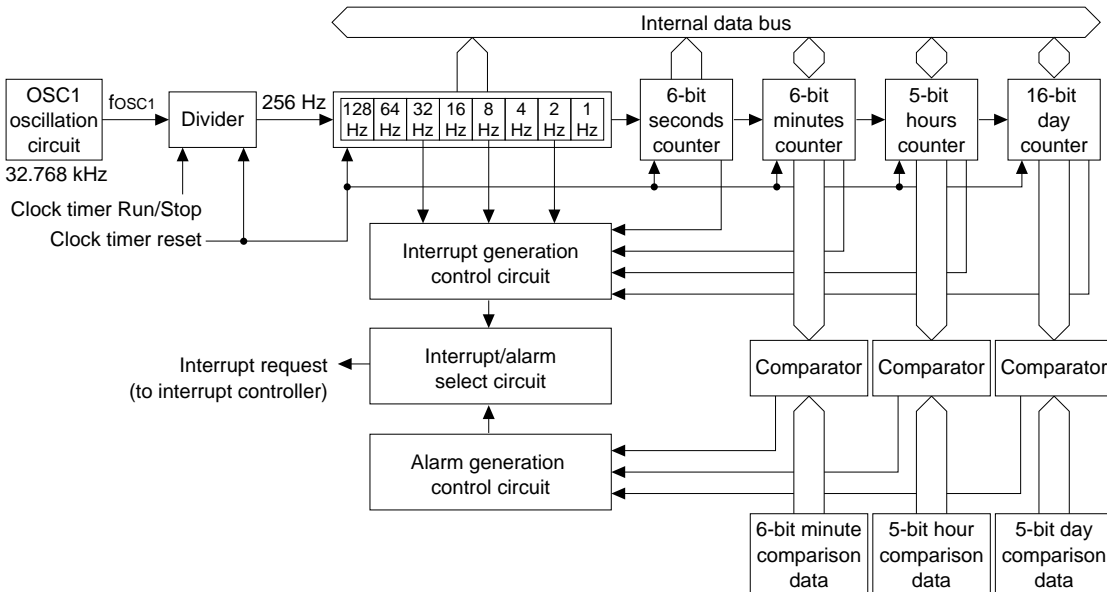 Internal data bus
OSC1
oscillation
circuit
32.768 kHz
fOSC1
Divider
256 Hz
128 Hz
64 Hz
32 Hz
16 Hz
8 Hz
4 Hz
2 Hz
1 Hz
6-bit
seconds
counter
6-bit
minutes
counter
5-bit
hours
counter
16-bit
day
counter
Clock timer Run/Stop
Clock timer reset
Interrupt generation
control circuit
Interrupt request
(to interrupt controller)
Interrupt/alarm
select circuit
Comparator
Comparator
Comparator
Alarm generation
control circuit
6-bit minute
comparison
data
5-bit hour
comparison
data
5-bit day
comparison
data